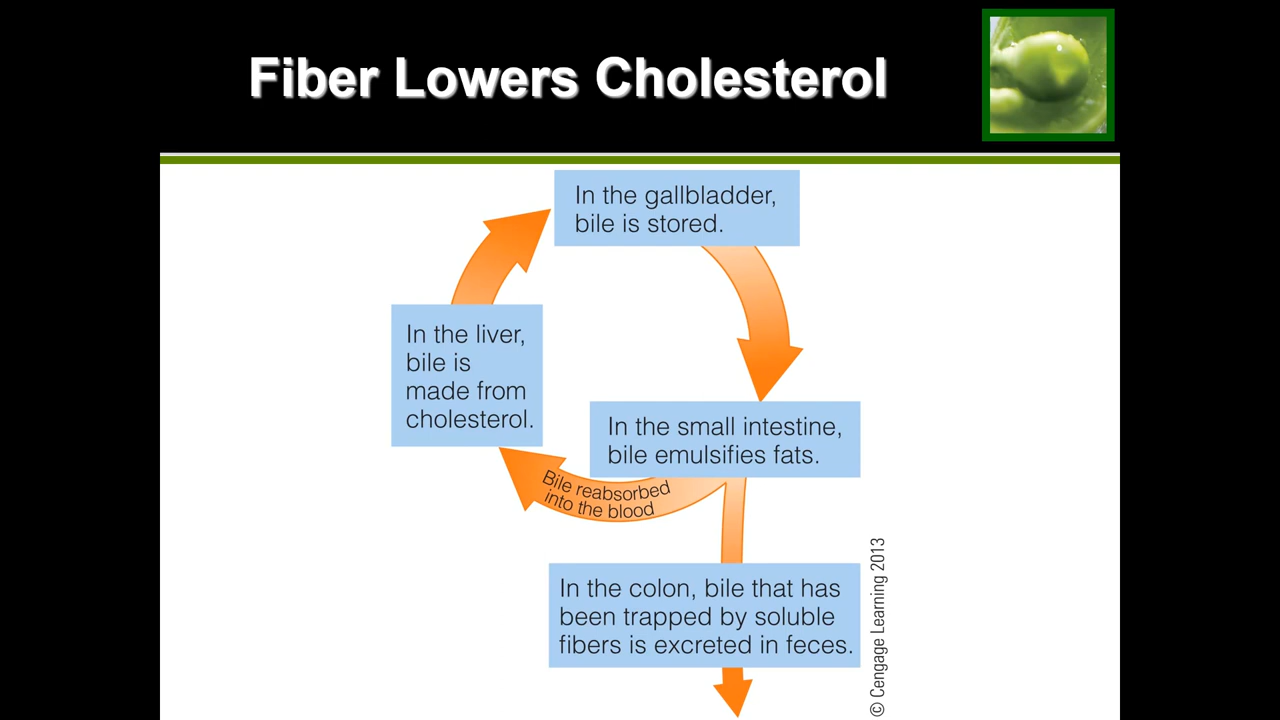 Fiber Lowers Cholesterol
In the gallbladder,
bile is stored.
In the liver,
bile is
made from
cholesterol.
In the small intestine,
bile emulsifies fats.
Bile reabsorbed
into the blood
In the colon, bile that has
been trapped by soluble
fibers is excreted in feces.
© Cengage Learning 2013